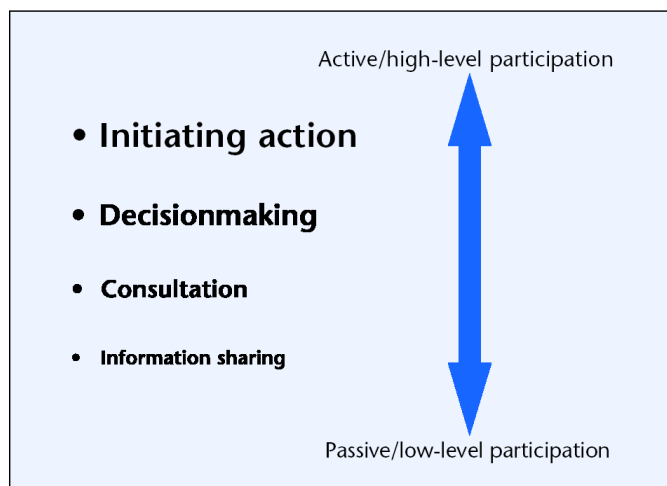 Active/high-level participation
• Initiating action
• Decisionmaking
• Consultation
• Information sharing
Passive/low-level participation